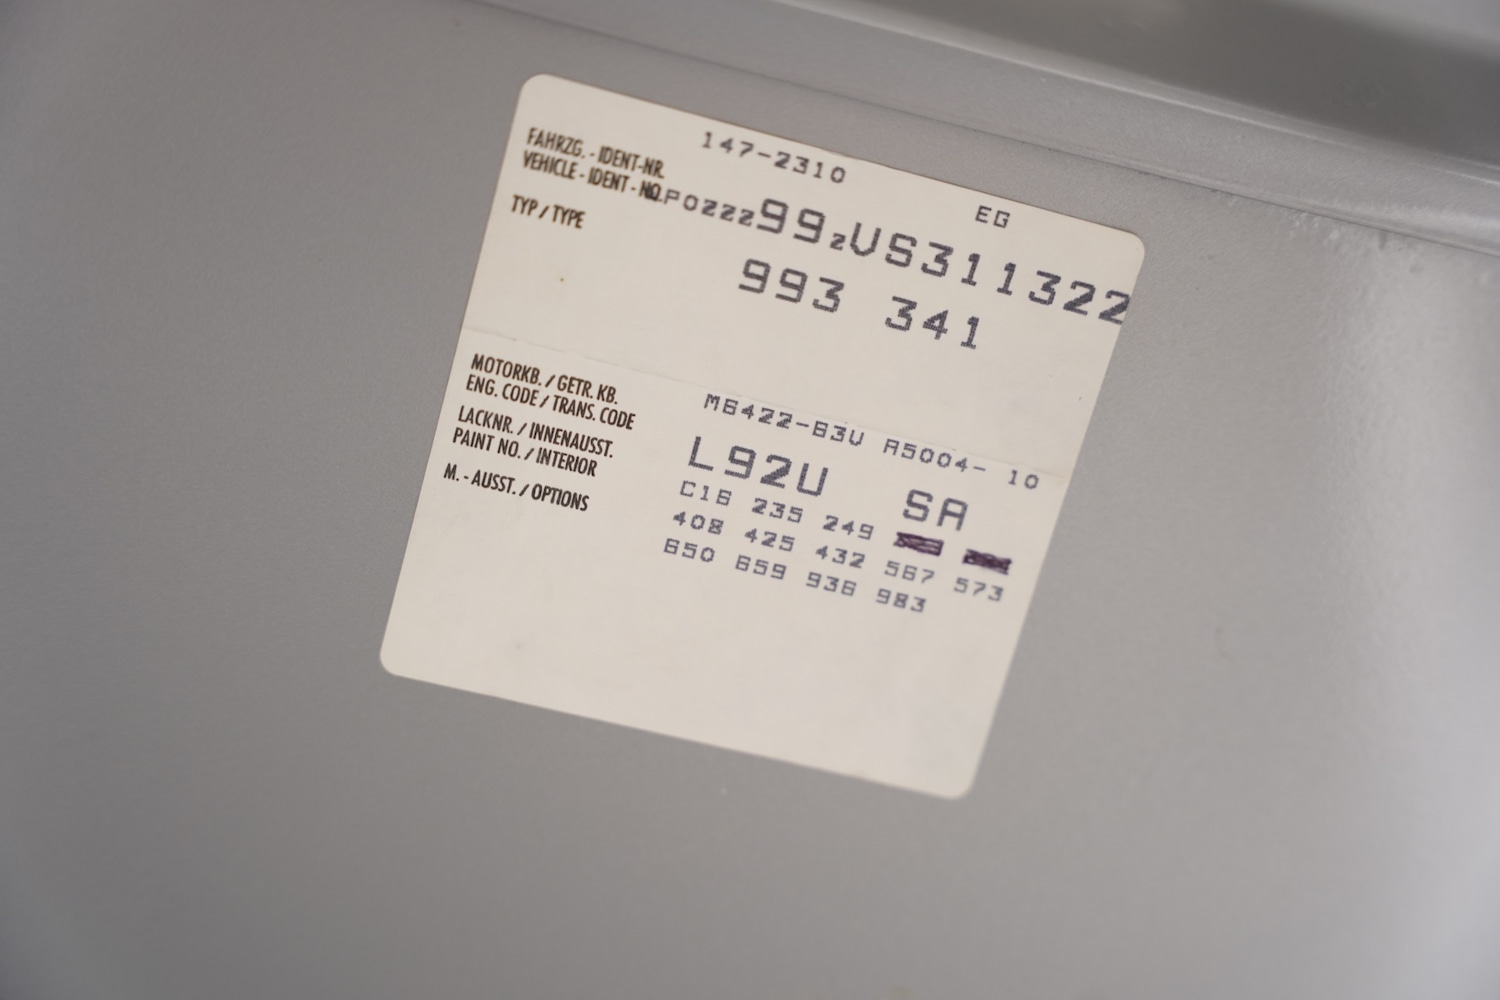 147-2310
FAHRZG. - IDENT-NR. EG
VEHICLE - IDENT - NO. P0ZZZ99ZVS311322
TYP / TYPE 993 341
MOTORKB. / GETR. KB. M6422-63V A5004- 10
ENG. CODE / TRANS. CODE
LACKNR. / INNENAUSST. L92U SA
PAINT NO. / INTERIOR
M. - AUSST. / OPTIONS C16 235 249
408 425 432 567 573
650 659 936 983